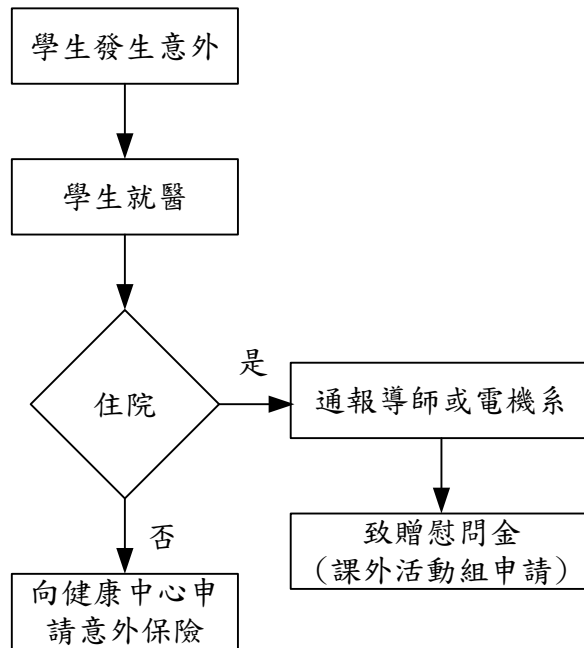 學生發生意外
學生就醫
住院
是
通報導師或電機系
致贈慰問金
（課外活動組申請）
否
向健康中心申
請意外保險